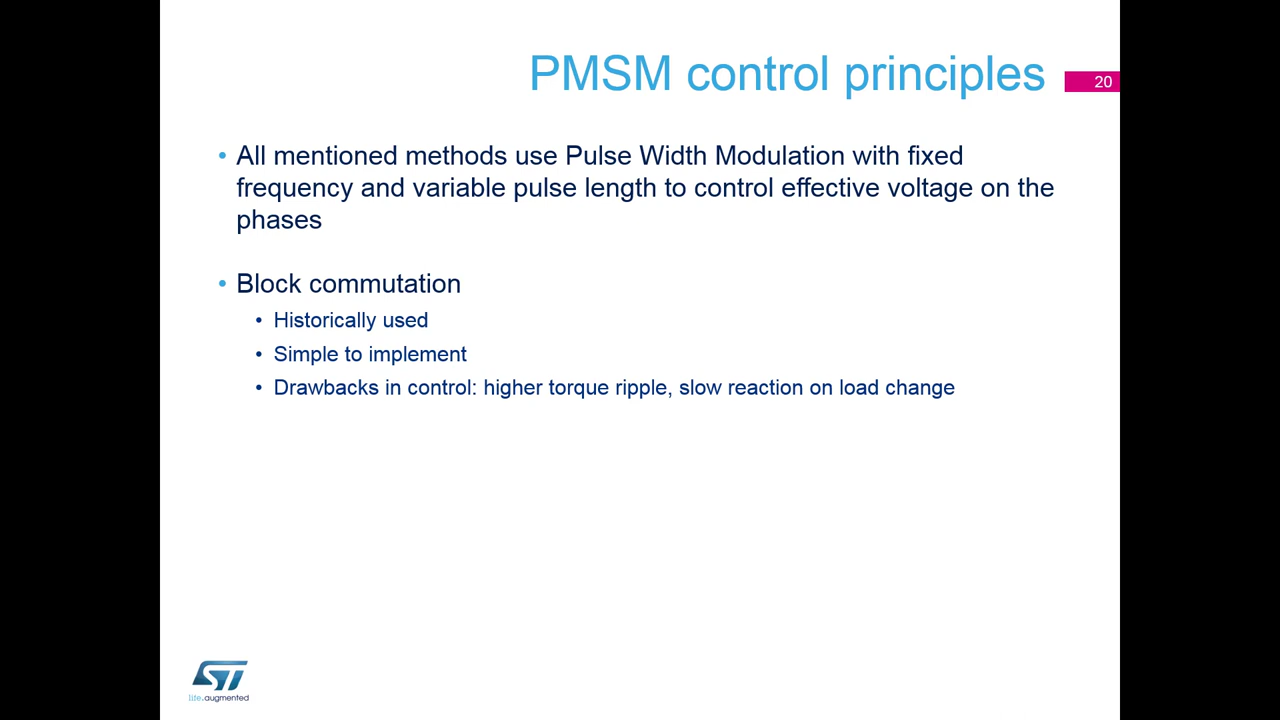 PMSM control principles
20
• All mentioned methods use Pulse Width Modulation with fixed
frequency and variable pulse length to control effective voltage on the
phases
• Block commutation
• Historically used
• Simple to implement
• Drawbacks in control: higher torque ripple, slow reaction on load change
ST
life.augmented